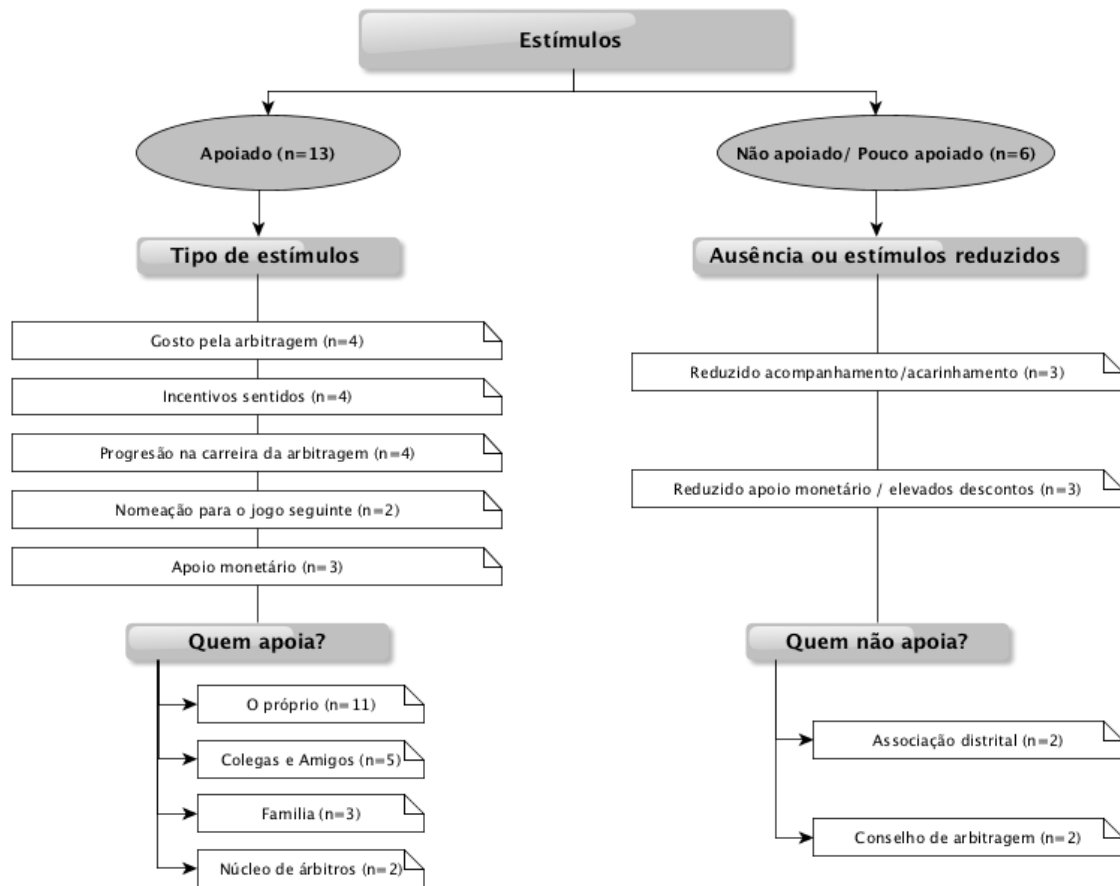 Estímulos
Apoiado (n=13)
Não apoiado/ Pouco apoiado (n=6)
Tipo de estímulos
Gosto pela arbitragem (n=4)
Incentivos sentidos (n=4)
Progresão na carreira da arbitragem (n=4)
Nomeação para o jogo seguinte (n=2)
Apoio monetário (n=3)
Quem apoia?
O próprio (n=11)
Colegas e Amigos (n=5)
Familia (n=3)
Núcleo de árbitros (n=2)
Ausência ou estímulos reduzidos
Reduzido acompanhamento/acarinhamento (n=3)
Reduzido apoio monetário / elevados descontos (n=3)
Quem não apoia?
Associação distrital (n=2)
Conselho de arbitragem (n=2)